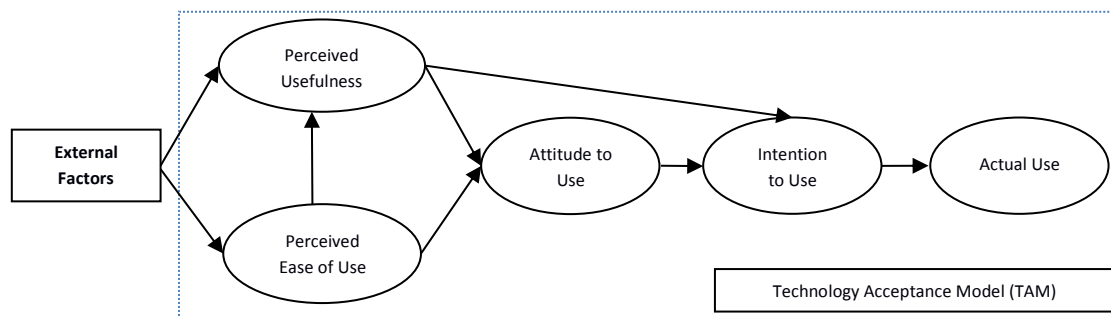 Perceived
Usefulness
External
Factors
Attitude to
Use
Intention
to Use
Actual Use
Perceived
Ease of Use
Technology Acceptance Model (TAM)